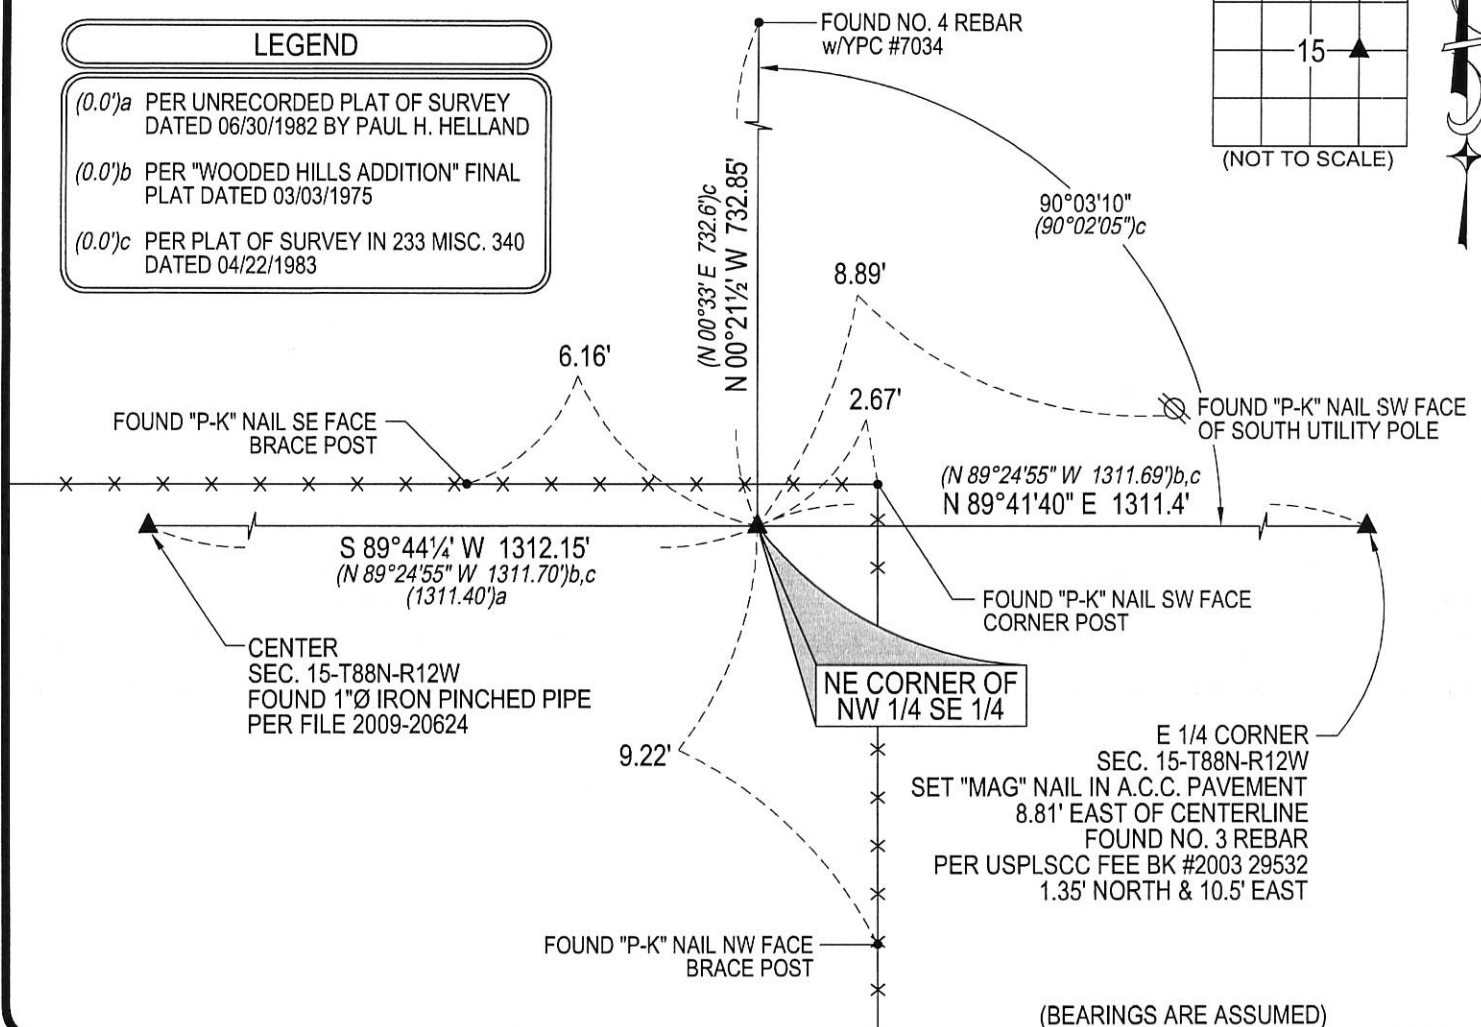 LEGEND
(0.0')a PER UNRECORDED PLAT OF SURVEY
DATED 06/30/1982 BY PAUL H. HELLAND
(0.0')b PER "WOODED HILLS ADDITION" FINAL
PLAT DATED 03/03/1975
(0.0')c PER PLAT OF SURVEY IN 233 MISC. 340
DATED 04/22/1983
FOUND NO. 4 REBAR
w/YPC #7034
15
(NOT TO SCALE)
90°03'10"
(90°02'05")c
(N 00°33' E 732.6')c
N 00°21½' W 732.85'
8.89'
6.16'
2.67'
FOUND "P-K" NAIL SE FACE
BRACE POST
FOUND "P-K" NAIL SW FACE
OF SOUTH UTILITY POLE
(N 89°24'55" W 1311.69')b,c
N 89°41'40" E 1311.4'
S 89°44¼' W 1312.15'
(N 89°24'55" W 1311.70')b,c
(1311.40')a
FOUND "P-K" NAIL SW FACE
CORNER POST
CENTER
SEC. 15-T88N-R12W
FOUND 1"Ø IRON PINCHED PIPE
PER FILE 2009-20624
NE CORNER OF
NW 1/4 SE 1/4
9.22'
E 1/4 CORNER
SEC. 15-T88N-R12W
SET "MAG" NAIL IN A.C.C. PAVEMENT
8.81' EAST OF CENTERLINE
FOUND NO. 3 REBAR
PER USPLSCC FEE BK #2003 29532
1.35' NORTH & 10.5' EAST
FOUND "P-K" NAIL NW FACE
BRACE POST
(BEARINGS ARE ASSUMED)